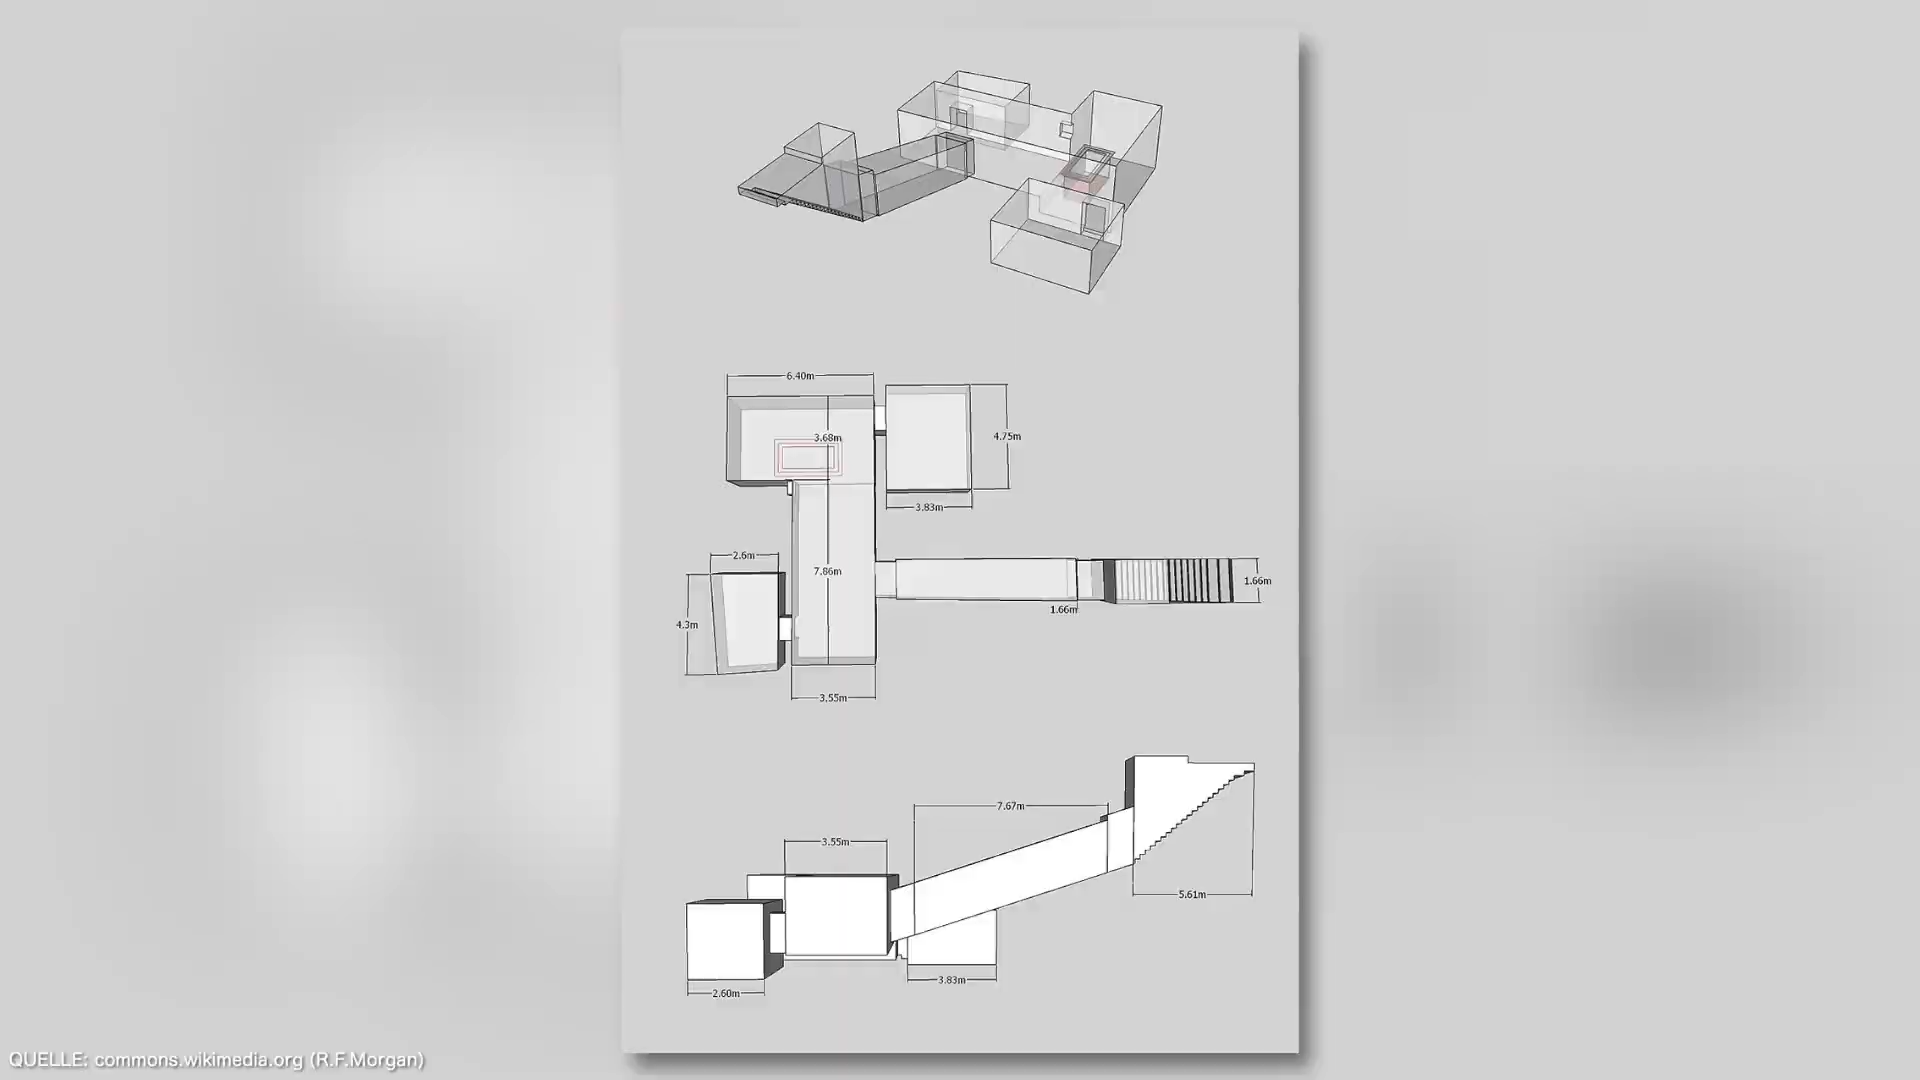 6.40m
3.68m
4.75m
3.83m
2.6m
7.86m
1.66m
1.66m
4.3m
3.55m
7.67m
3.55m
5.61m
3.83m
2.60m
QUELLE: commons.wikimedia.org (R.F.Morgan)